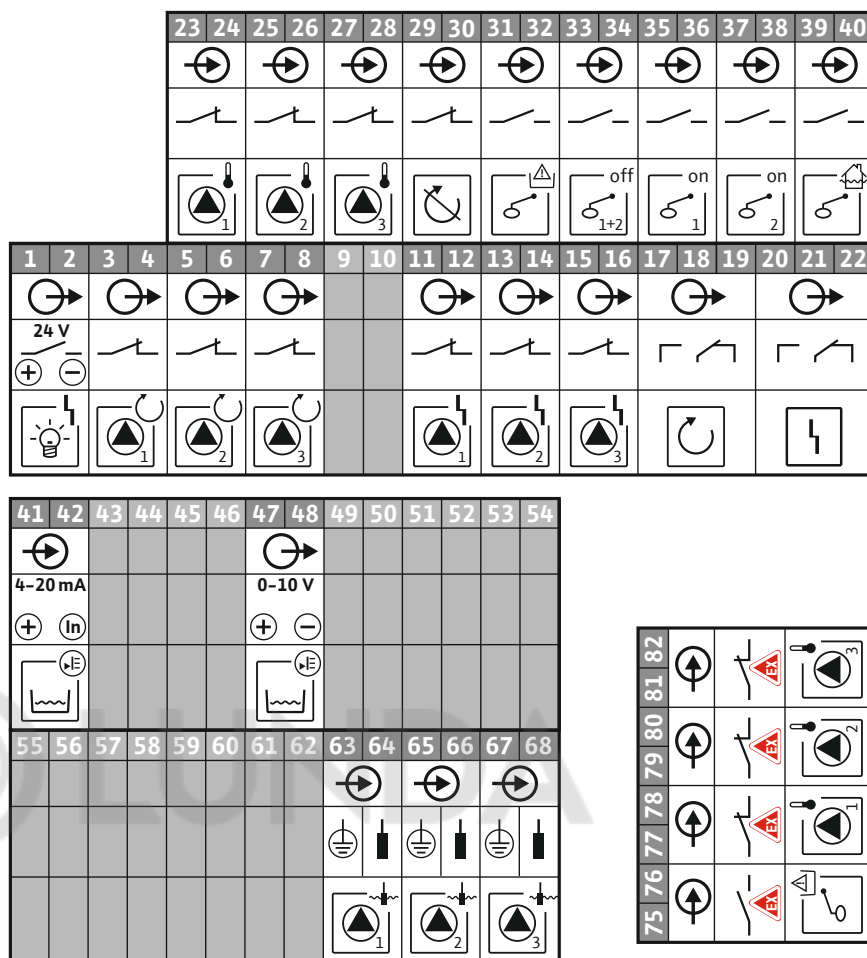 23 24 25 26 27 28 29 30 31 32 33 34 35 36 37 38 39 40
off on on
1 2 3 1+2 1 2
1 2 3 4 5 6 7 8 9 10 11 12 13 14 15 16 17 18 19 20 21 22
24 V
+ −
1 2 3 1 2 3
41 42 43 44 45 46 47 48 49 50 51 52 53 54
4–20 mA 0–10 V
+ In + −
55 56 57 58 59 60 61 62 63 64 65 66 67 68
1 2 3
LUNDA
81 82
EX
3
79 80
EX
2
77 78
EX
1
75 76
EX